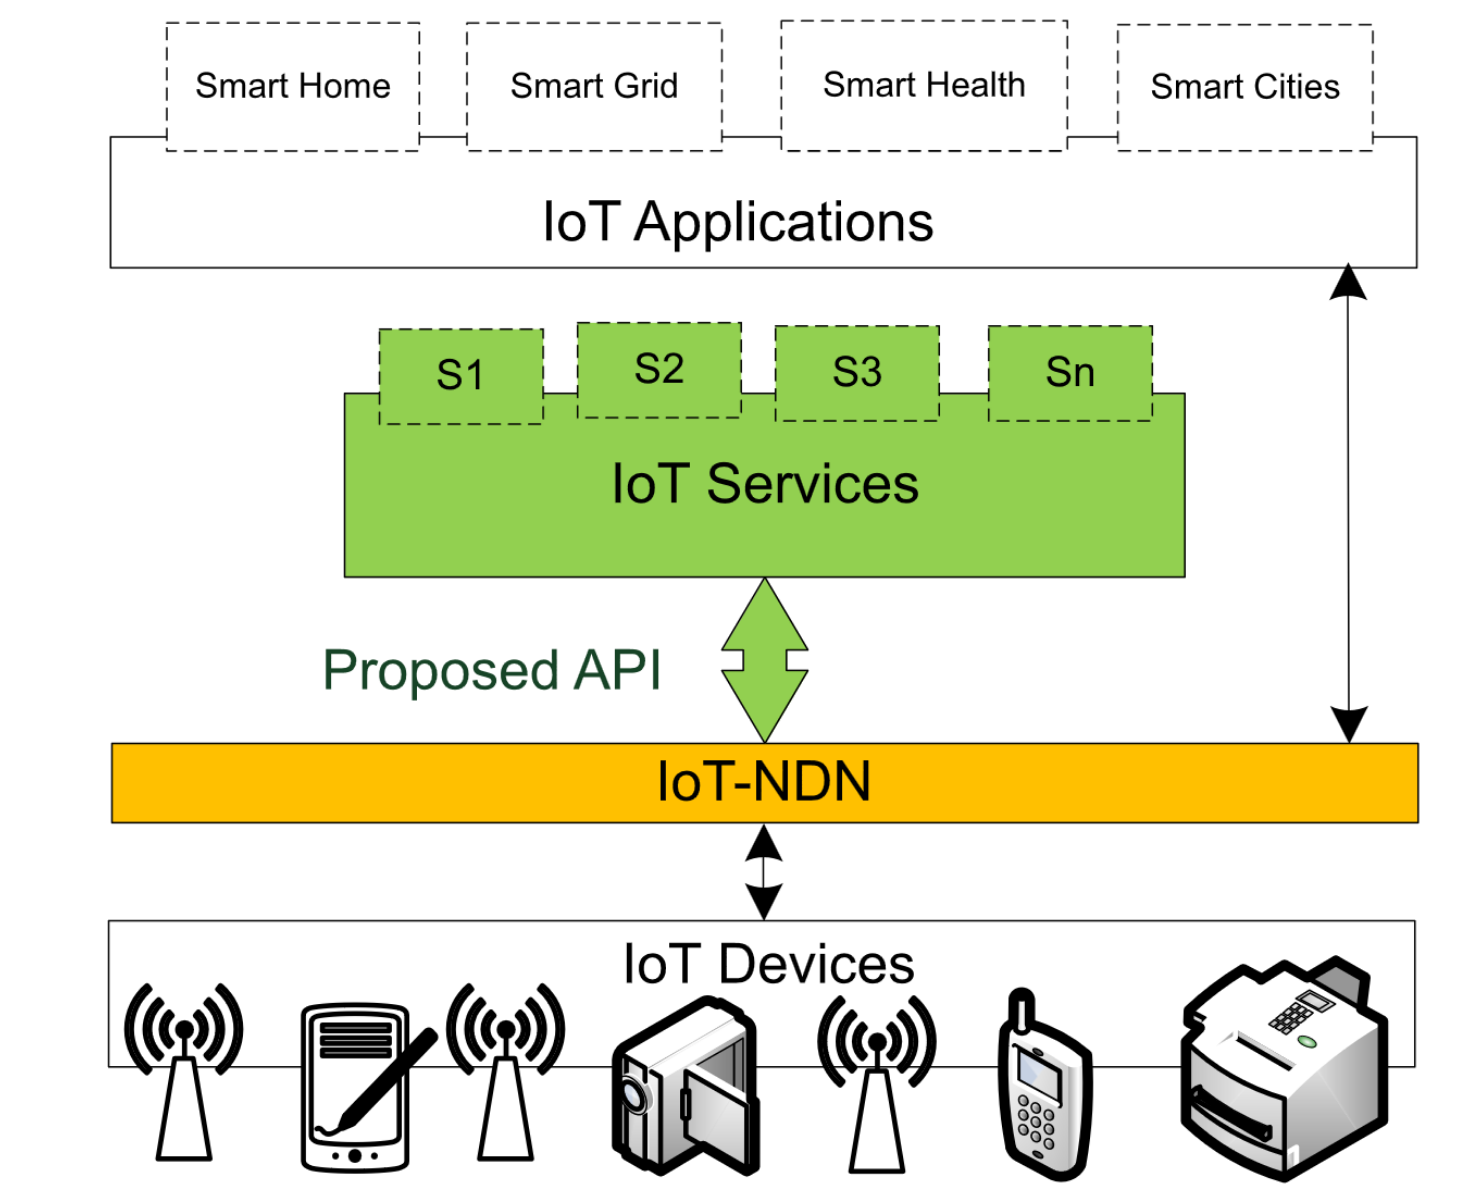 Smart Home
Smart Grid
Smart Health
Smart Cities
IoT Applications
S1
S2
S3
Sn
IoT Services
Proposed API
IoT-NDN
IoT Devices